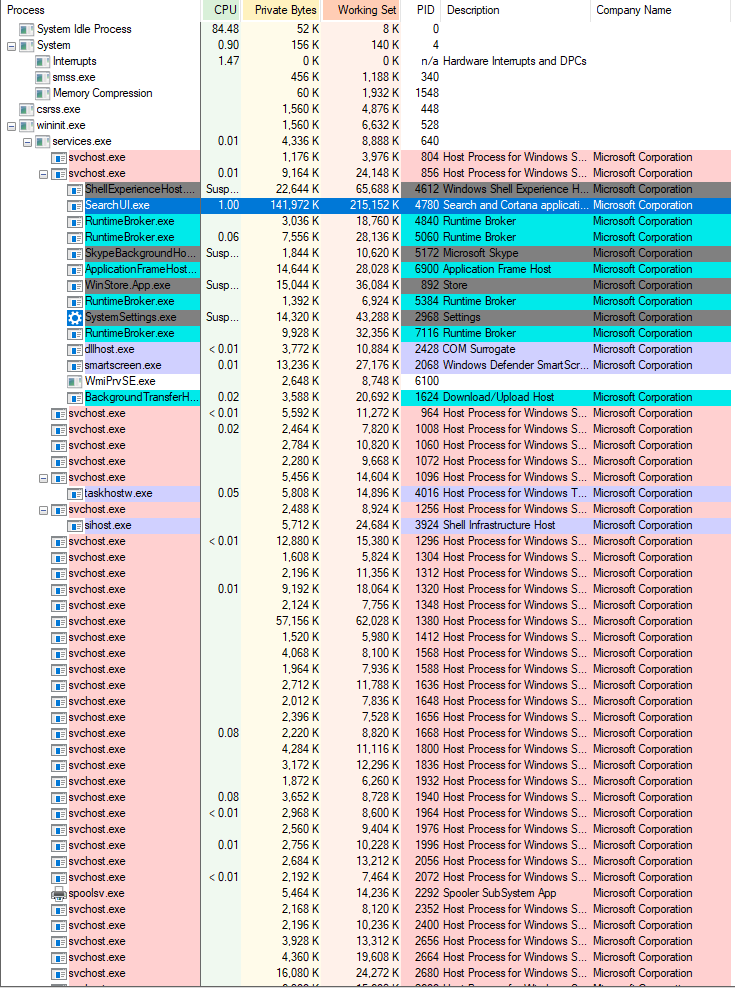 Process CPU Private Bytes Working Set PID Description Company Name
System Idle Process 84.48 52 K 8 K 0
System 0.90 156 K 140 K 4
Interrupts 1.47 0 K 0 K n/a Hardware Interrupts and DPCs
smss.exe 456 K 1,188 K 340
Memory Compression 60 K 1,932 K 1548
csrss.exe 1,560 K 4,876 K 448
wininit.exe 1,560 K 6,632 K 528
services.exe 0.01 4,336 K 8,888 K 640
svchost.exe 1,176 K 3,976 K 804 Host Process for Windows S... Microsoft Corporation
svchost.exe 0.01 9,164 K 24,148 K 856 Host Process for Windows S... Microsoft Corporation
ShellExperienceHost.... Susp... 22,644 K 65,688 K 4612 Windows Shell Experience H... Microsoft Corporation
SearchUI.exe 1.00 141,972 K 215,152 K 4780 Search and Cortana applicati... Microsoft Corporation
RuntimeBroker.exe 3,036 K 18,760 K 4840 Runtime Broker Microsoft Corporation
RuntimeBroker.exe 0.06 7,556 K 28,136 K 5060 Runtime Broker Microsoft Corporation
SkypeBackgroundHo... Susp... 1,844 K 10,620 K 5172 Microsoft Skype Microsoft Corporation
ApplicationFrameHost... 14,644 K 28,028 K 6900 Application Frame Host Microsoft Corporation
WinStore.App.exe Susp... 15,044 K 36,084 K 892 Store Microsoft Corporation
RuntimeBroker.exe 1,392 K 6,924 K 5384 Runtime Broker Microsoft Corporation
SystemSettings.exe Susp... 14,320 K 43,288 K 2968 Settings Microsoft Corporation
RuntimeBroker.exe 9,928 K 32,356 K 7116 Runtime Broker Microsoft Corporation
dllhost.exe < 0.01 3,772 K 10,884 K 2428 COM Surrogate Microsoft Corporation
smartscreen.exe 0.01 13,236 K 27,176 K 2068 Windows Defender SmartScr... Microsoft Corporation
WmiPrvSE.exe 2,648 K 8,748 K 6100
BackgroundTransferH... 0.02 3,588 K 20,692 K 1624 Download/Upload Host Microsoft Corporation
svchost.exe < 0.01 5,592 K 11,272 K 964 Host Process for Windows S... Microsoft Corporation
svchost.exe 0.02 2,464 K 7,820 K 1008 Host Process for Windows S... Microsoft Corporation
svchost.exe 2,784 K 10,820 K 1060 Host Process for Windows S... Microsoft Corporation
svchost.exe 2,280 K 9,668 K 1072 Host Process for Windows S... Microsoft Corporation
svchost.exe 5,456 K 14,604 K 1096 Host Process for Windows S... Microsoft Corporation
taskhostw.exe 0.05 5,808 K 14,896 K 4016 Host Process for Windows T... Microsoft Corporation
svchost.exe 2,488 K 8,924 K 1256 Host Process for Windows S... Microsoft Corporation
sihost.exe 5,712 K 24,684 K 3924 Shell Infrastructure Host Microsoft Corporation
svchost.exe < 0.01 12,880 K 15,380 K 1296 Host Process for Windows S... Microsoft Corporation
svchost.exe 1,608 K 5,824 K 1304 Host Process for Windows S... Microsoft Corporation
svchost.exe 2,196 K 11,356 K 1312 Host Process for Windows S... Microsoft Corporation
svchost.exe 0.01 9,192 K 18,064 K 1320 Host Process for Windows S... Microsoft Corporation
svchost.exe 2,124 K 7,756 K 1348 Host Process for Windows S... Microsoft Corporation
svchost.exe 57,156 K 62,028 K 1380 Host Process for Windows S... Microsoft Corporation
svchost.exe 1,520 K 5,980 K 1412 Host Process for Windows S... Microsoft Corporation
svchost.exe 4,068 K 8,100 K 1568 Host Process for Windows S... Microsoft Corporation
svchost.exe 1,964 K 7,936 K 1588 Host Process for Windows S... Microsoft Corporation
svchost.exe 2,712 K 11,788 K 1636 Host Process for Windows S... Microsoft Corporation
svchost.exe 2,012 K 7,836 K 1648 Host Process for Windows S... Microsoft Corporation
svchost.exe 2,396 K 7,528 K 1656 Host Process for Windows S... Microsoft Corporation
svchost.exe 0.08 2,220 K 8,820 K 1668 Host Process for Windows S... Microsoft Corporation
svchost.exe 4,284 K 11,116 K 1800 Host Process for Windows S... Microsoft Corporation
svchost.exe 3,172 K 12,296 K 1836 Host Process for Windows S... Microsoft Corporation
svchost.exe 1,872 K 6,260 K 1932 Host Process for Windows S... Microsoft Corporation
svchost.exe 0.08 3,652 K 8,728 K 1940 Host Process for Windows S... Microsoft Corporation
svchost.exe < 0.01 2,968 K 8,600 K 1964 Host Process for Windows S... Microsoft Corporation
svchost.exe 2,560 K 9,404 K 1976 Host Process for Windows S... Microsoft Corporation
svchost.exe 0.01 2,756 K 10,228 K 1996 Host Process for Windows S... Microsoft Corporation
svchost.exe 2,684 K 13,212 K 2056 Host Process for Windows S... Microsoft Corporation
svchost.exe < 0.01 2,192 K 7,464 K 2072 Host Process for Windows S... Microsoft Corporation
spoolsv.exe 5,464 K 14,236 K 2292 Spooler SubSystem App Microsoft Corporation
svchost.exe 2,168 K 8,120 K 2352 Host Process for Windows S... Microsoft Corporation
svchost.exe 2,196 K 10,236 K 2400 Host Process for Windows S... Microsoft Corporation
svchost.exe 3,928 K 13,312 K 2656 Host Process for Windows S... Microsoft Corporation
svchost.exe 4,360 K 19,608 K 2664 Host Process for Windows S... Microsoft Corporation
svchost.exe 16,080 K 24,272 K 2680 Host Process for Windows S... Microsoft Corporation